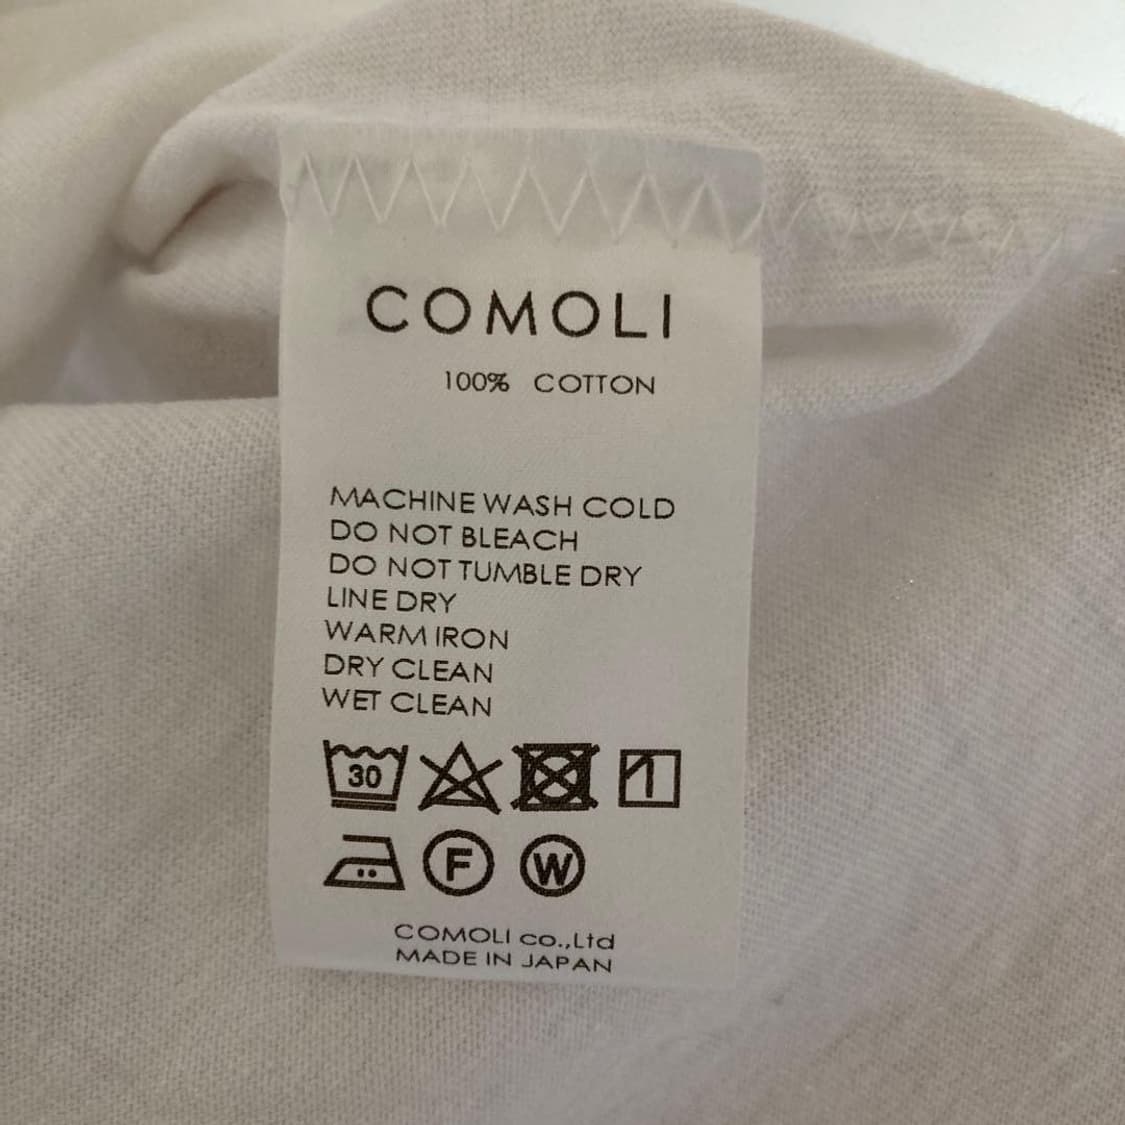 COMOLI
100% COTTON
MACHINE WASH COLD
DO NOT BLEACH
DO NOT TUMBLE DRY
LINE DRY
WARM IRON
DRY CLEAN
WET CLEAN
30
F W
COMOLI co.,Ltd
MADE IN JAPAN